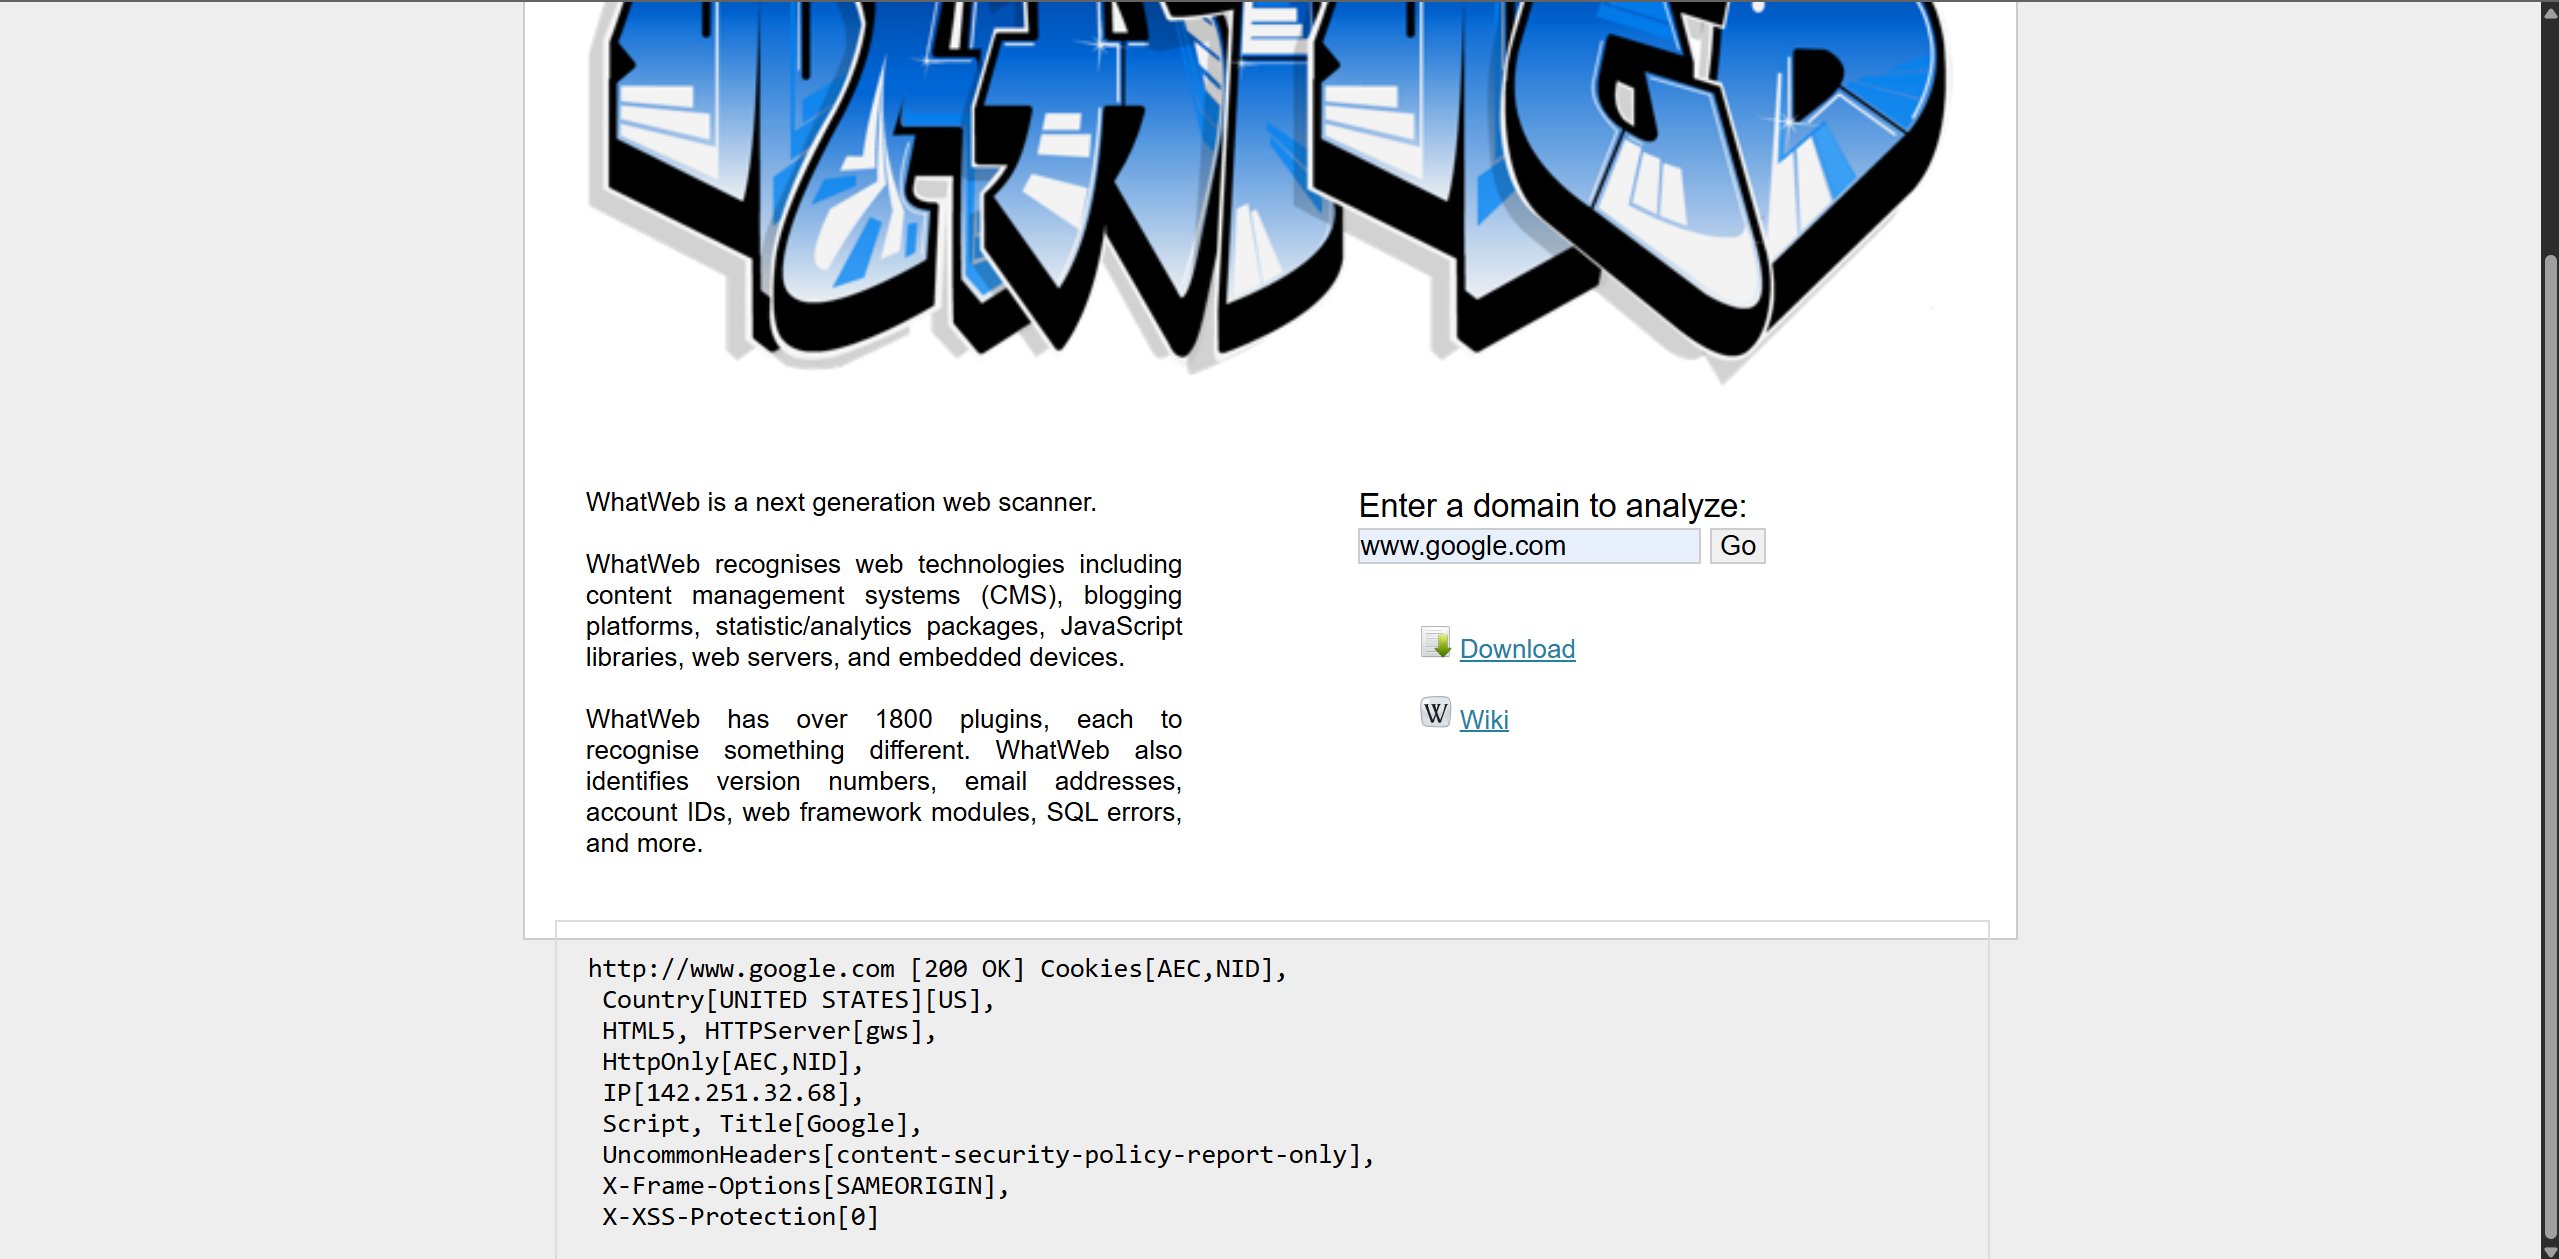 WhatWeb is a next generation web scanner.
WhatWeb recognises web technologies including
content management systems (CMS), blogging
platforms, statistic/analytics packages, JavaScript
libraries, web servers, and embedded devices.
WhatWeb has over 1800 plugins, each to
recognise something different. WhatWeb also
identifies version numbers, email addresses,
account IDs, web framework modules, SQL errors,
and more.
Enter a domain to analyze:
www.google.com Go
Download
W Wiki
http://www.google.com [200 OK] Cookies[AEC,NID],
Country[UNITED STATES][US],
HTML5, HTTPServer[gws],
HttpOnly[AEC,NID],
IP[142.251.32.68],
Script, Title[Google],
UncommonHeaders[content-security-policy-report-only],
X-Frame-Options[SAMEORIGIN],
X-XSS-Protection[0]